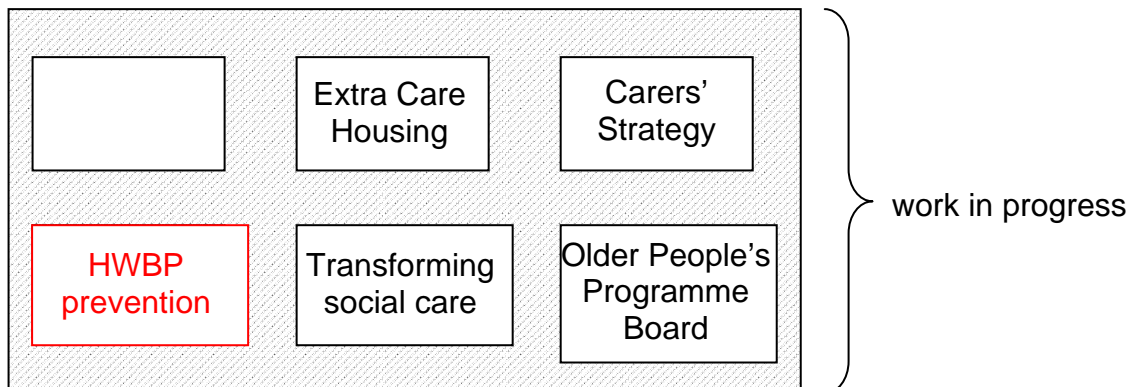 Extra Care
Housing
Carers’
Strategy
work in progress
HWBP
prevention
Transforming
social care
Older People’s
Programme
Board